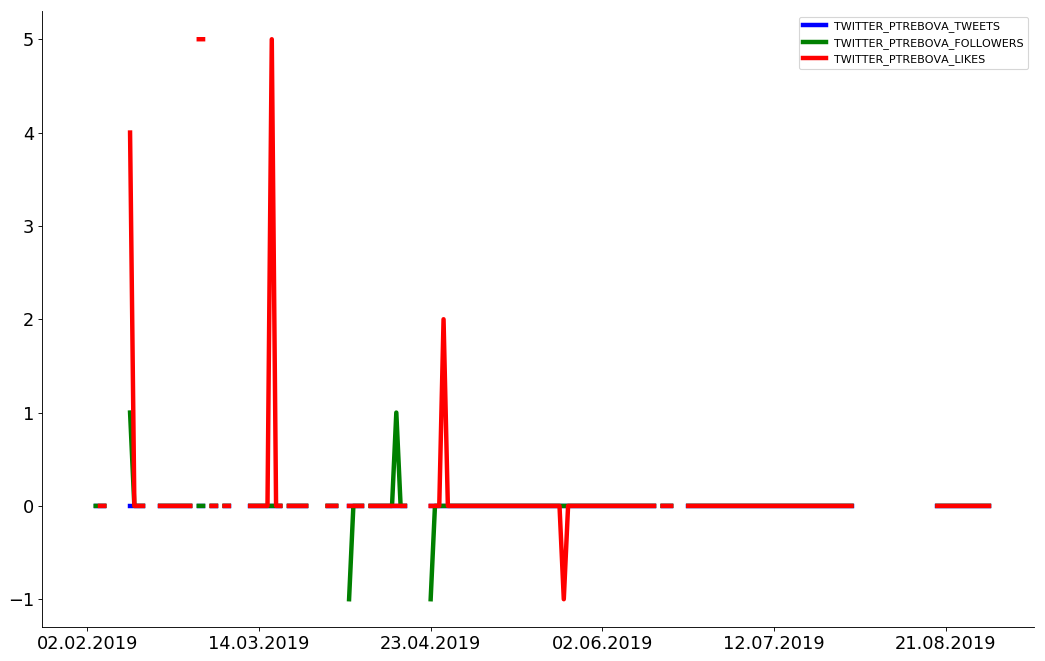 TWITTER_PTREBOVA_TWEETS
TWITTER_PTREBOVA_FOLLOWERS
TWITTER_PTREBOVA_LIKES
5
4
3
2
1
0
−1
02.02.2019 14.03.2019 23.04.2019 02.06.2019 12.07.2019 21.08.2019